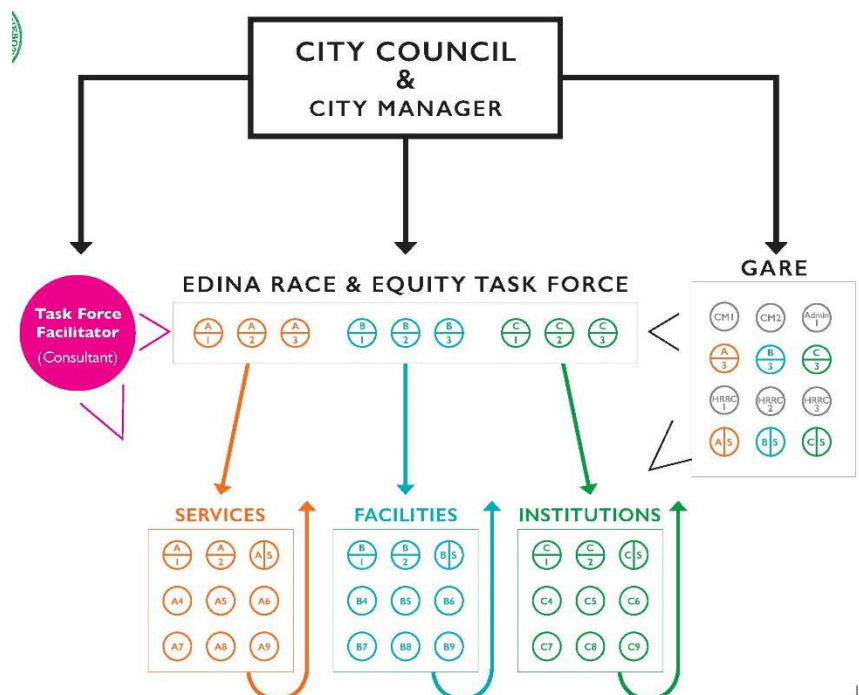 CITY COUNCIL
&
CITY MANAGER
GARE
EDINA RACE & EQUITY TASK FORCE
Task Force
Facilitator
(Consultant)
A 1 A 2 A 3 B 1 B 2 B 3 C 1 C 2 C 3
CM1 CM2 Admin 1
A 3 B 3 C 3
HRRC 1 HRRC 2 HRRC 3
A S B S C S
SERVICES
A 1 A 2 A S
A4 A5 A6
A7 A8 A9
FACILITIES
B 1 B 2 B S
B4 B5 B6
B7 B8 B9
INSTITUTIONS
C 1 C 2 C S
C4 C5 C6
C7 C8 C9